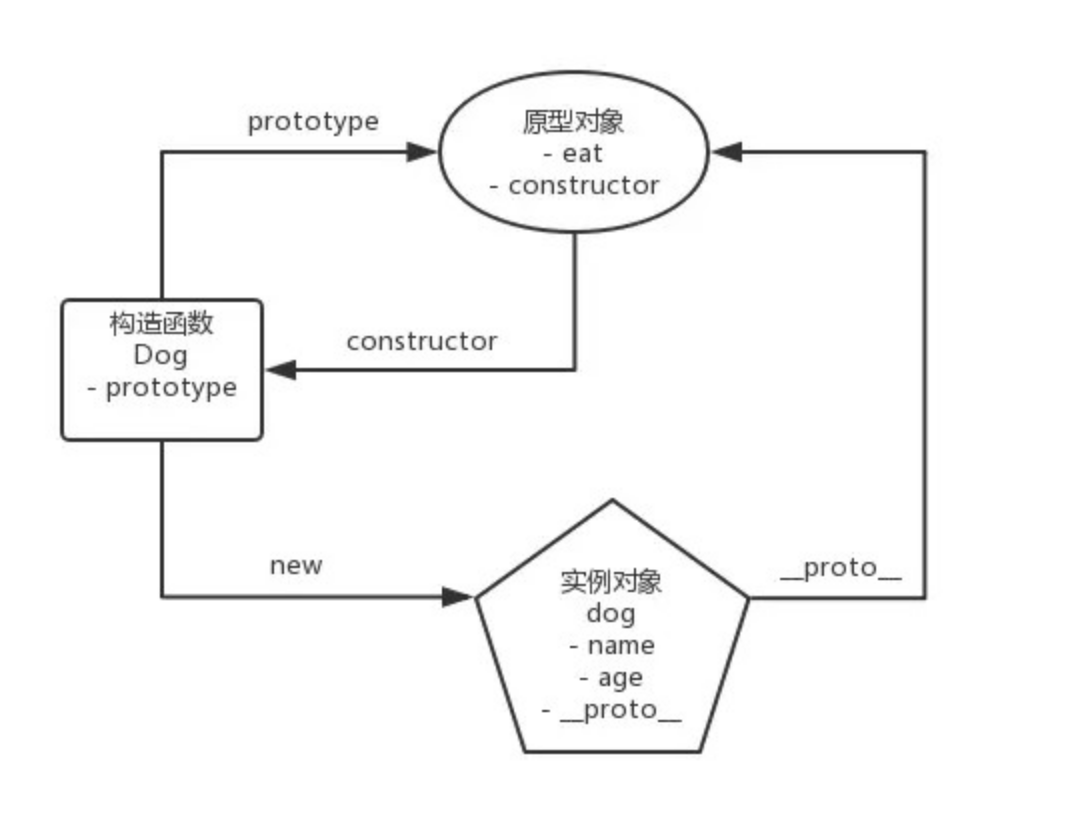 prototype
原型对象
- eat
- constructor
构造函数
Dog
- prototype
constructor
new
实例对象
dog
- name
- age
- __proto__
__proto__